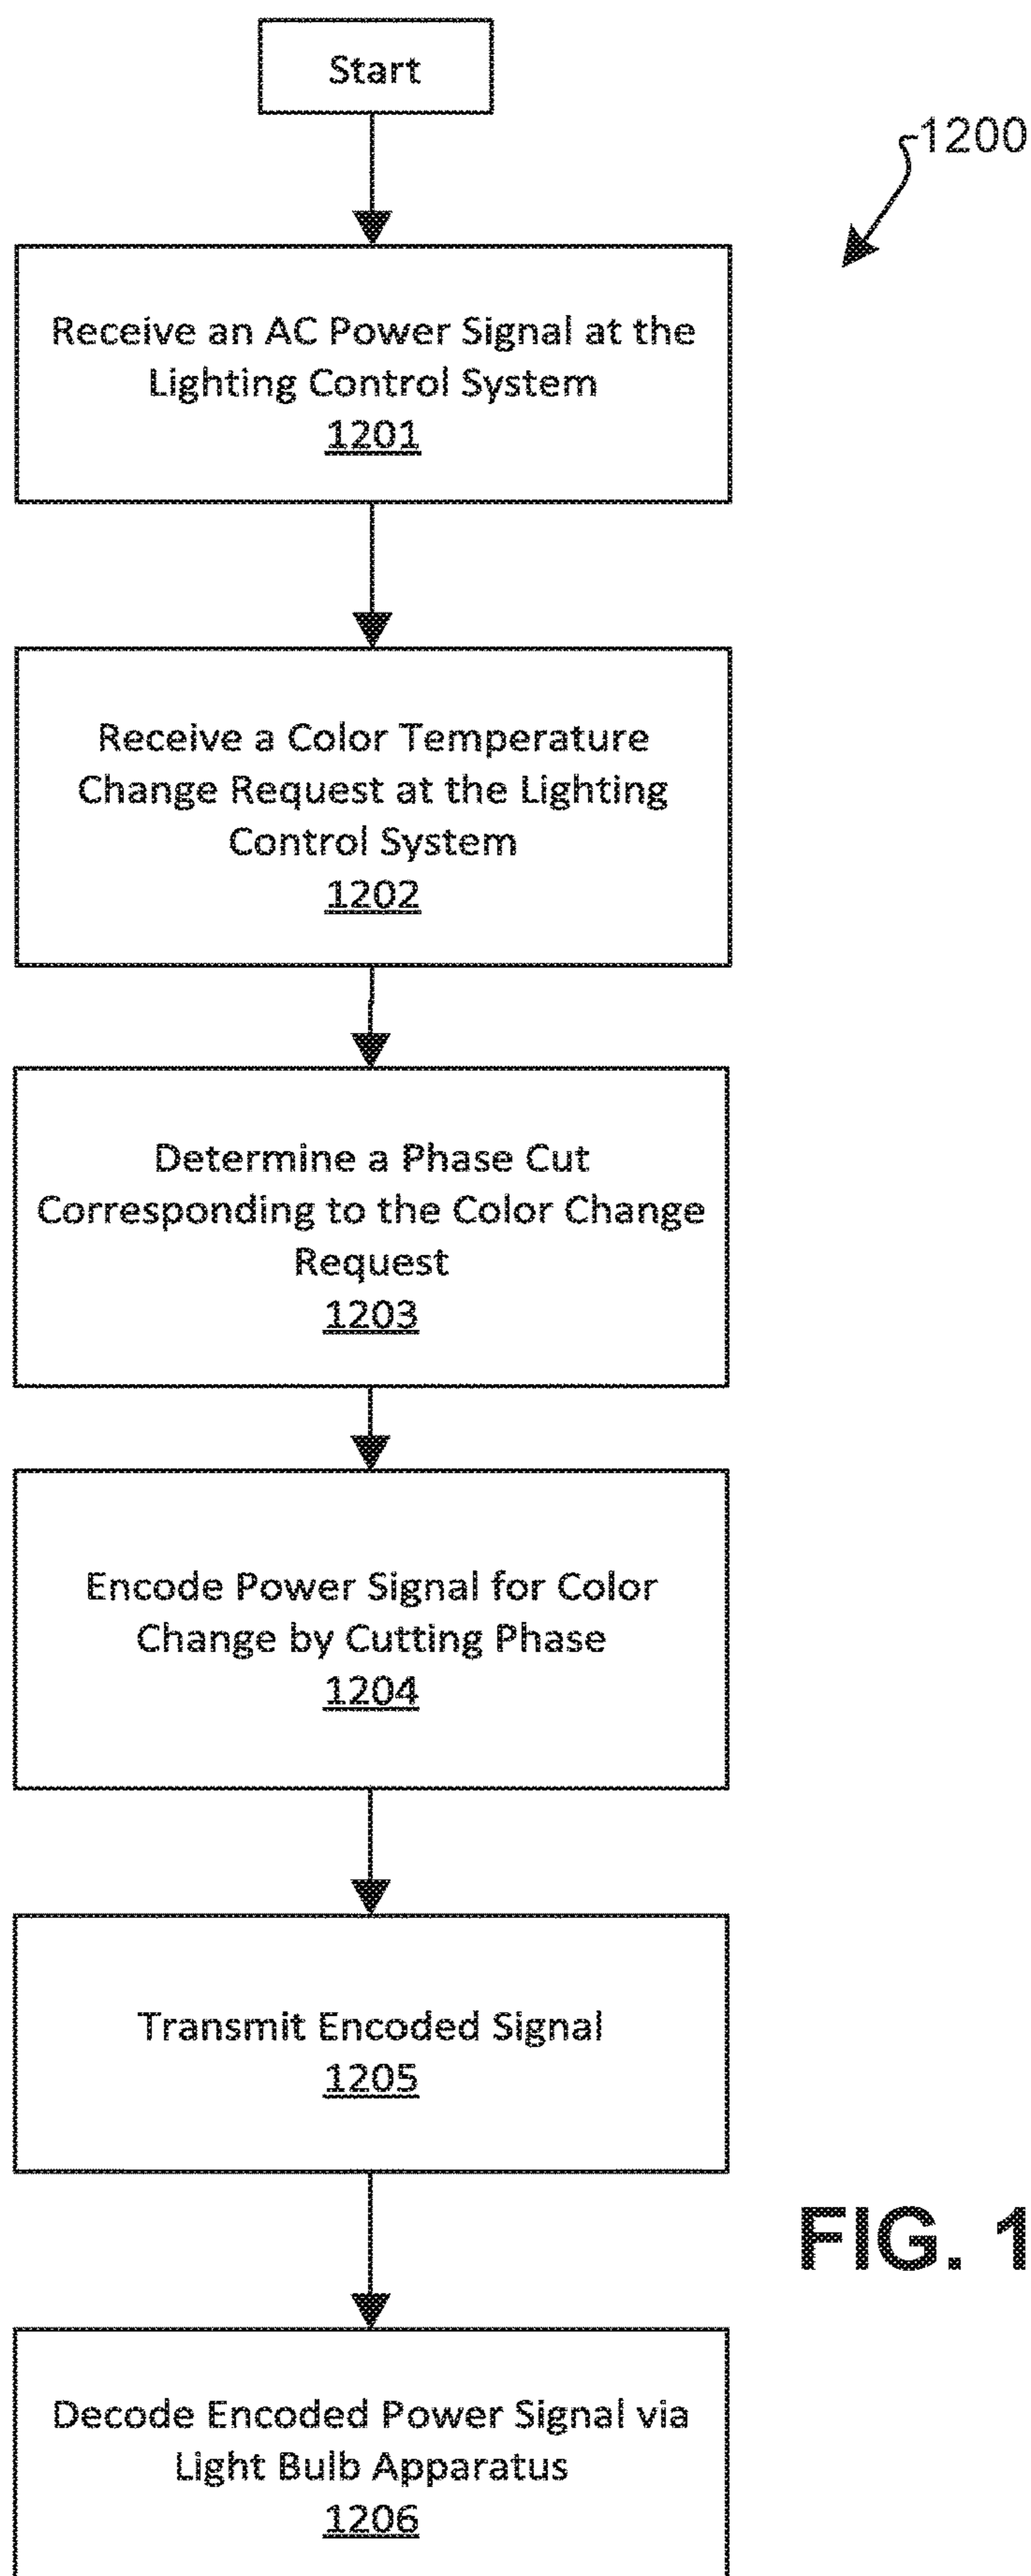 Start
1200
Receive an AC Power Signal at the
Lighting Control System
1201
Receive a Color Temperature
Change Request at the Lighting
Control System
1202
Determine a Phase Cut
Corresponding to the Color Change
Request
1203
Encode Power Signal for Color
Change by Cutting Phase
1204
Transmit Encoded Signal
1205
FIG. 1
Decode Encoded Power Signal via
Light Bulb Apparatus
1206